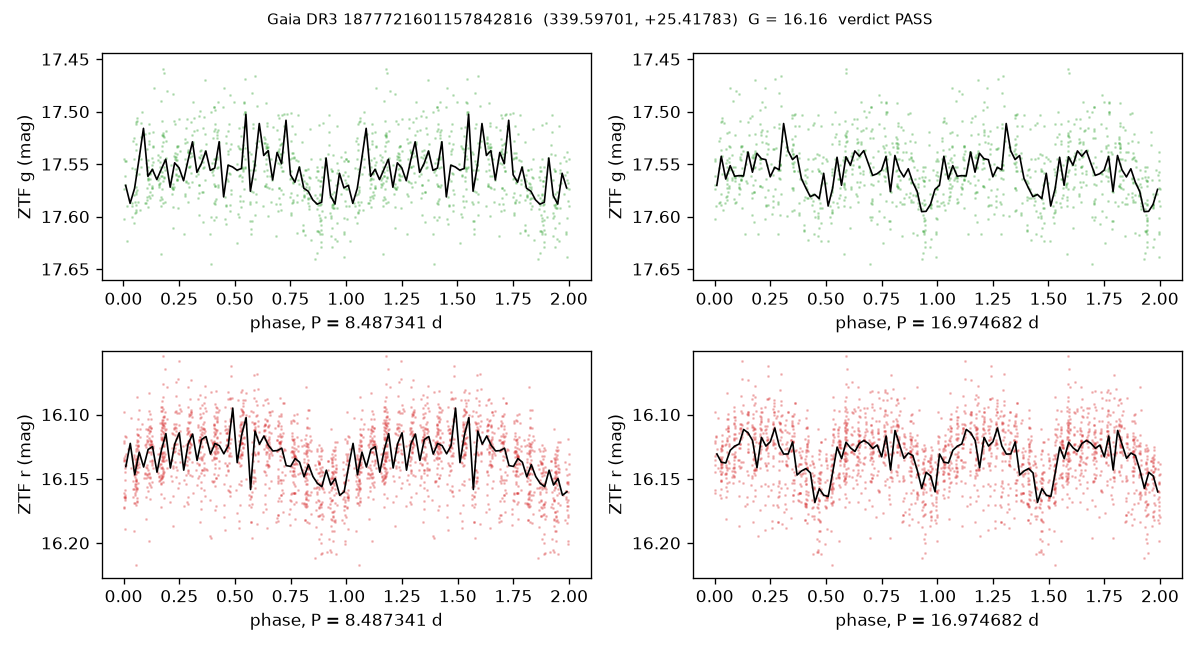 Gaia DR3 1877721601157842816  (339.59701, +25.41783)  G = 16.16  verdict PASS
ZTF g (mag)
17.45
17.50
17.55
17.60
17.65
0.00 0.25 0.50 0.75 1.00 1.25 1.50 1.75 2.00
phase, P = 8.487341 d
ZTF g (mag)
17.45
17.50
17.55
17.60
17.65
0.00 0.25 0.50 0.75 1.00 1.25 1.50 1.75 2.00
phase, P = 16.974682 d
ZTF r (mag)
16.10
16.15
16.20
0.00 0.25 0.50 0.75 1.00 1.25 1.50 1.75 2.00
phase, P = 8.487341 d
ZTF r (mag)
16.10
16.15
16.20
0.00 0.25 0.50 0.75 1.00 1.25 1.50 1.75 2.00
phase, P = 16.974682 d